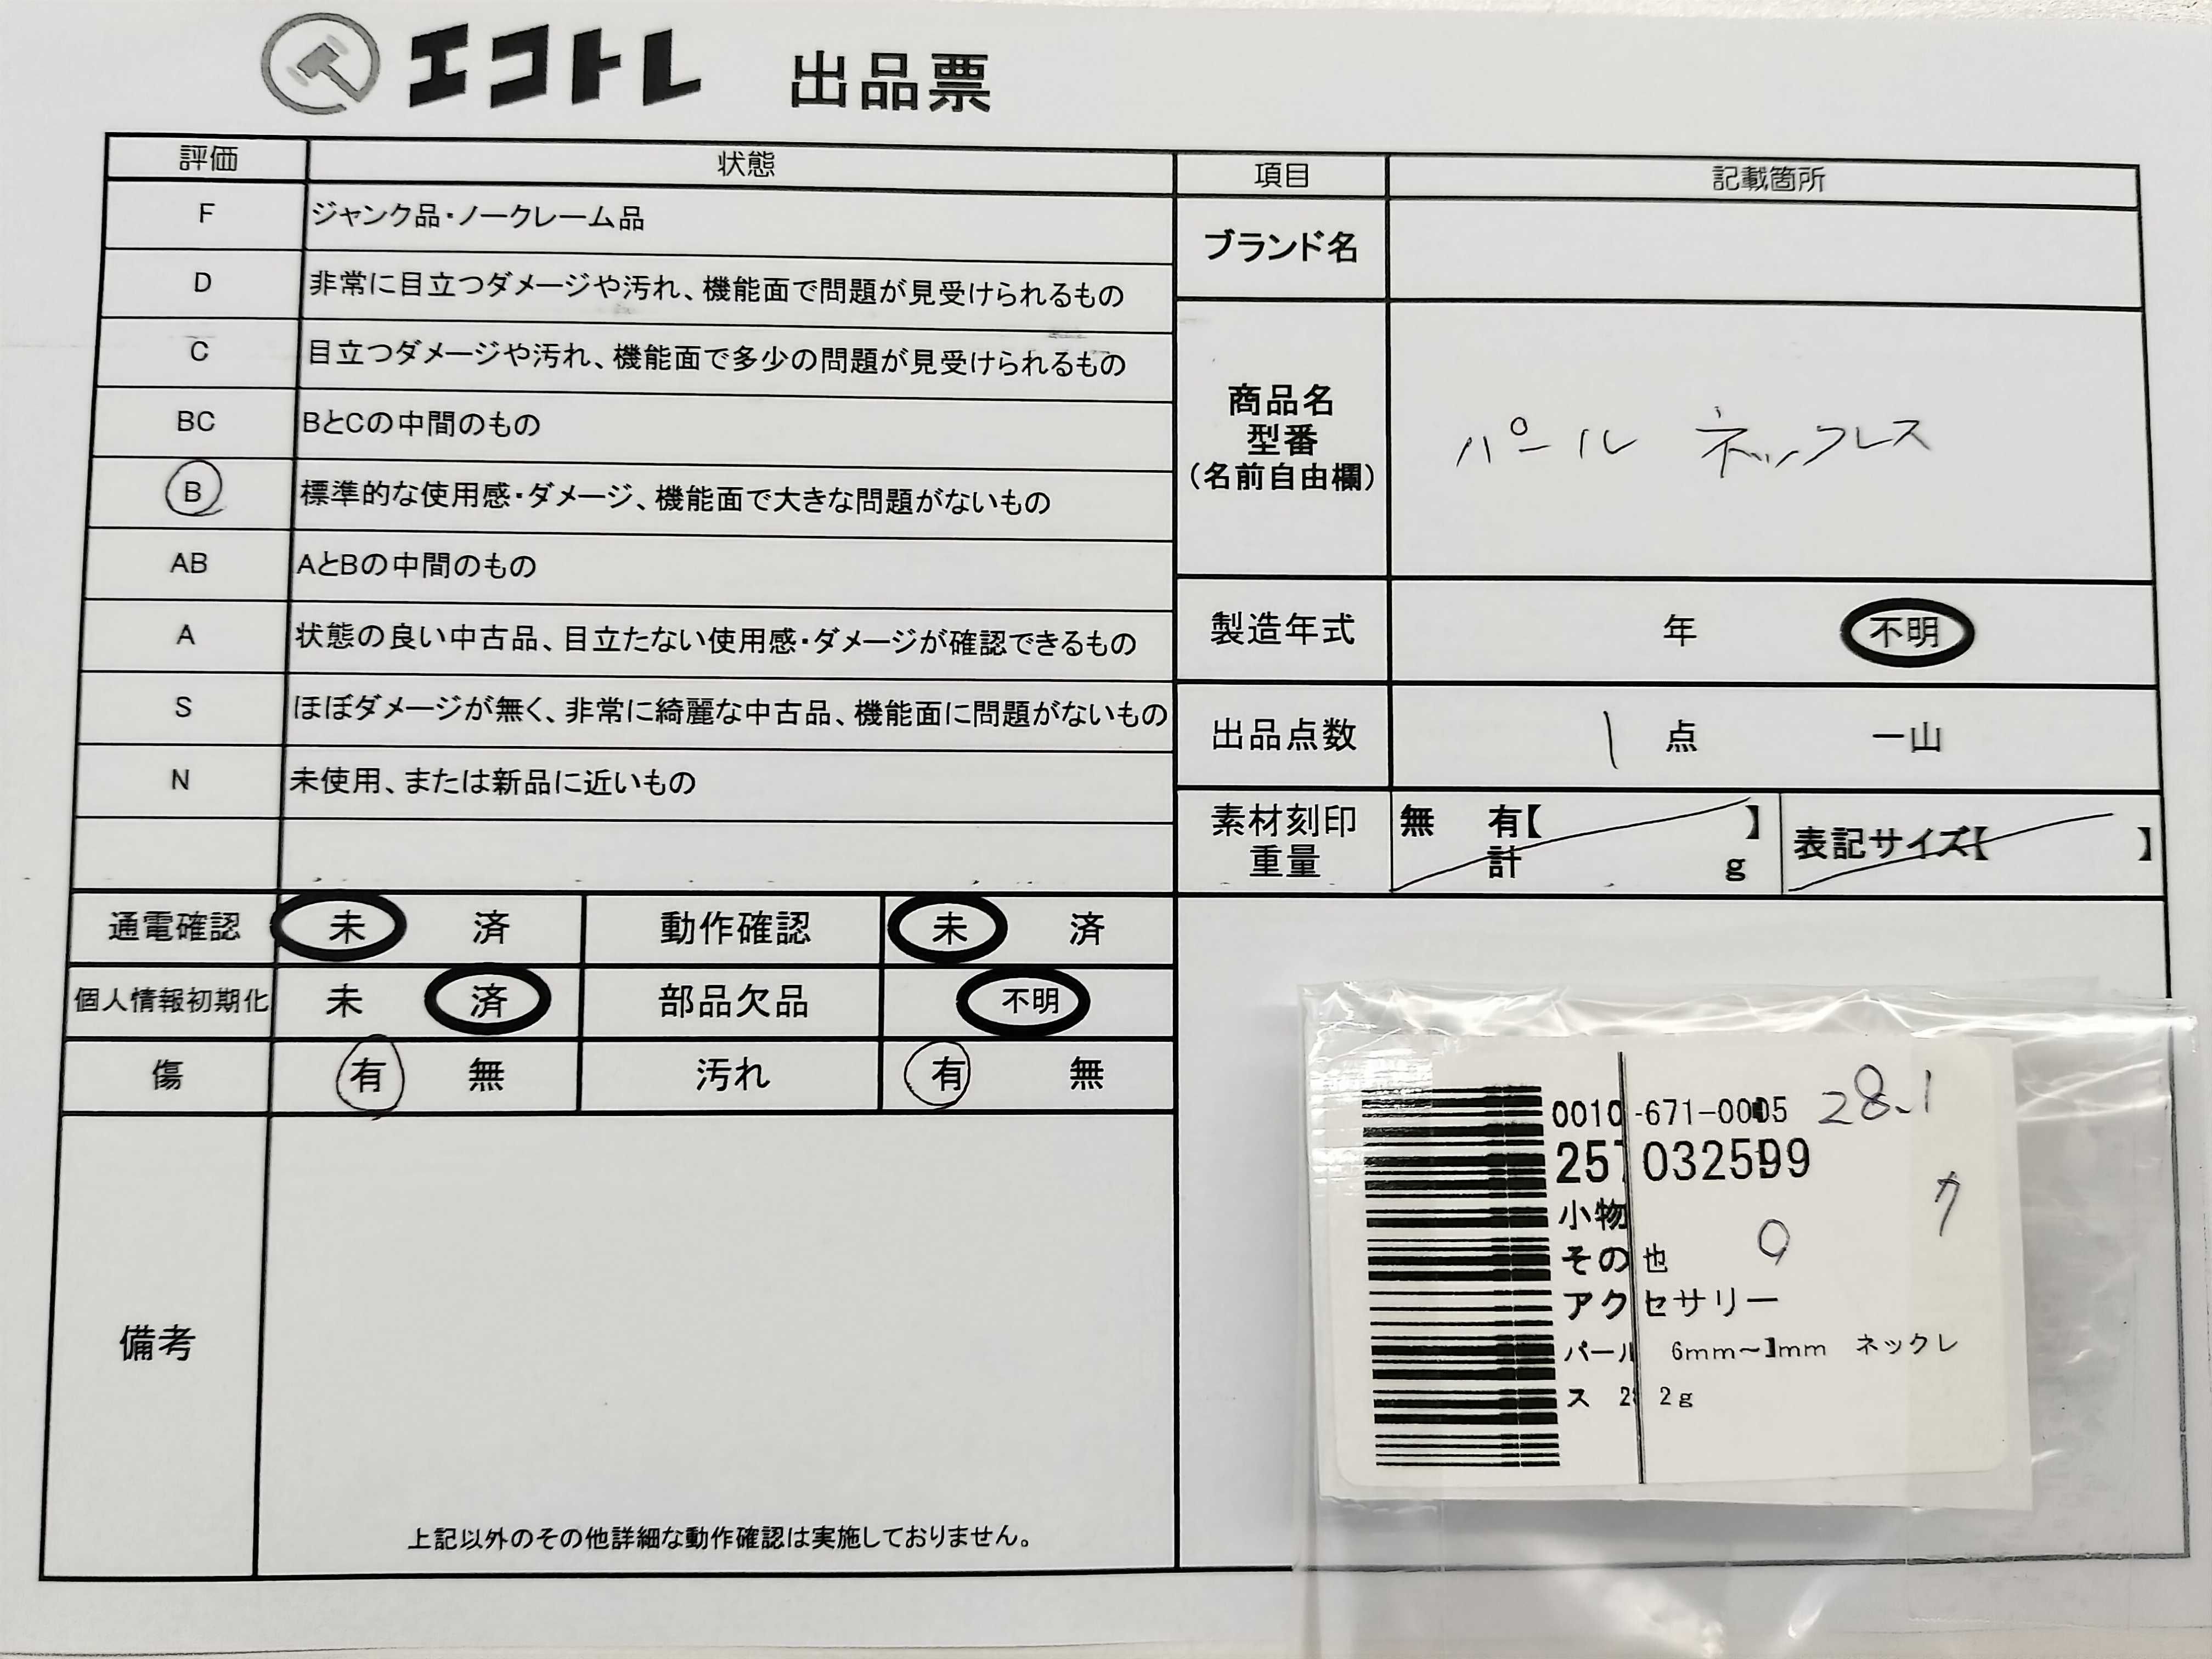 エコトレ 出品票
評価 状態
F ジャンク品・ノークレーム品
D 非常に目立つダメージや汚れ、機能面で問題が見受けられるもの
C 目立つダメージや汚れ、機能面で多少の問題が見受けられるもの
BC BとCの中間のもの
B 標準的な使用感・ダメージ、機能面で大きな問題がないもの
AB AとBの中間のもの
A 状態の良い中古品、目立たない使用感・ダメージが確認できるもの
S ほぼダメージが無く、非常に綺麗な中古品、機能面に問題がないもの
N 未使用、または新品に近いもの
通電確認 未 済 動作確認 未 済
個人情報初期化 未 済 部品欠品 不明
傷 有 無 汚れ 有 無
備考
上記以外のその他詳細な動作確認は実施しておりません。
項目 記載箇所
ブランド名
商品名
型番
(名前自由欄)
パール ネックレス
製造年式 年 不明
出品点数 1 点 一山
素材刻印
重量
無 有【 】
計 g
表記サイズ【 】
28.1
小物
その
アクセサリー
パール 6mm～ ネックレ
ス 2g